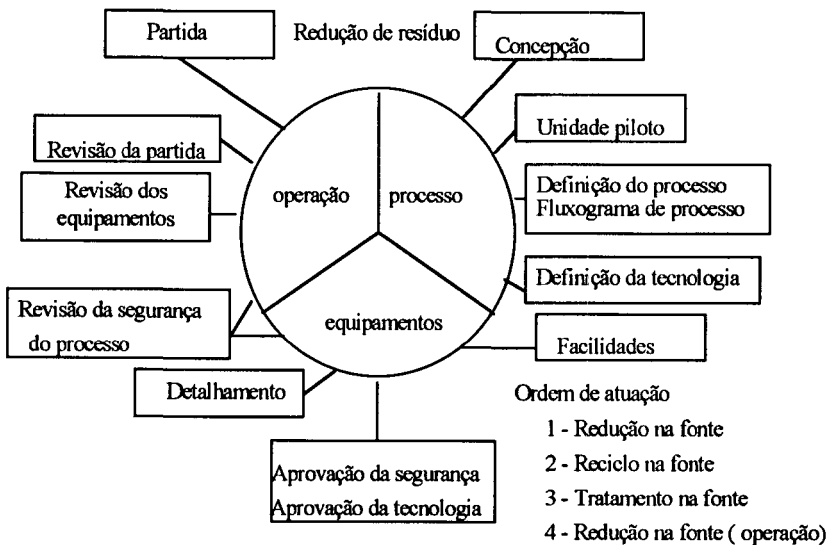 Partida
Redução de resíduo
Concepção
Unidade piloto
Revisão da partida
Revisão dos
equipamentos
operação
processo
Definição do processo
Fluxograma de processo
Definição da tecnologia
Revisão da segurança
do processo
equipamentos
Facilidades
Detalhamento
Aprovação da segurança
Aprovação da tecnologia
Ordem de atuação
1 - Redução na fonte
2 - Reciclo na fonte
3 - Tratamento na fonte
4 - Redução na fonte ( operação)